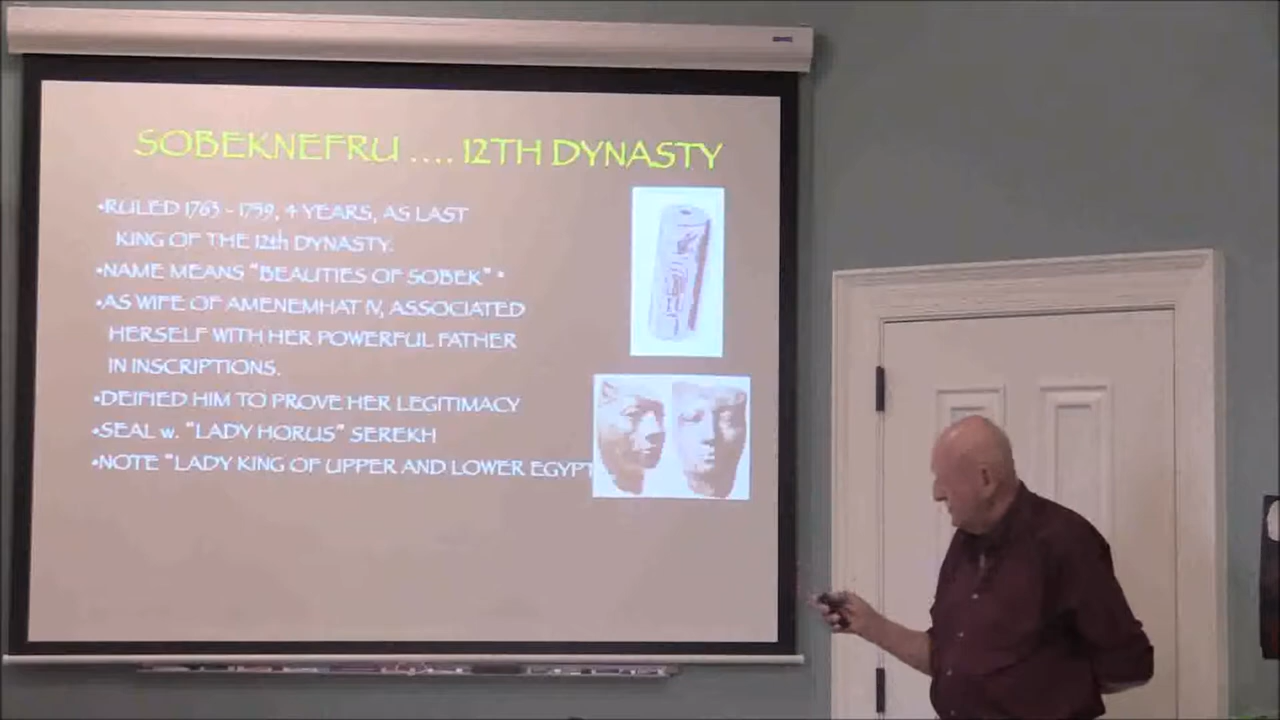 SOBEKNEFRU .... 12TH DYNASTY
•RULED 1763 - 1759, 4 YEARS, AS LAST
KING OF THE 12th DYNASTY.
•NAME MEANS "BEAUTIES OF SOBEK" *
•AS WIFE OF AMENEMHAT IV, ASSOCIATED
HERSELF WITH HER POWERFUL FATHER
IN INSCRIPTIONS.
•DEIFIED HIM TO PROVE HER LEGITIMACY
•SEAL w. "LADY HORUS" SEREKH
•NOTE "LADY KING OF UPPER AND LOWER EGYPT